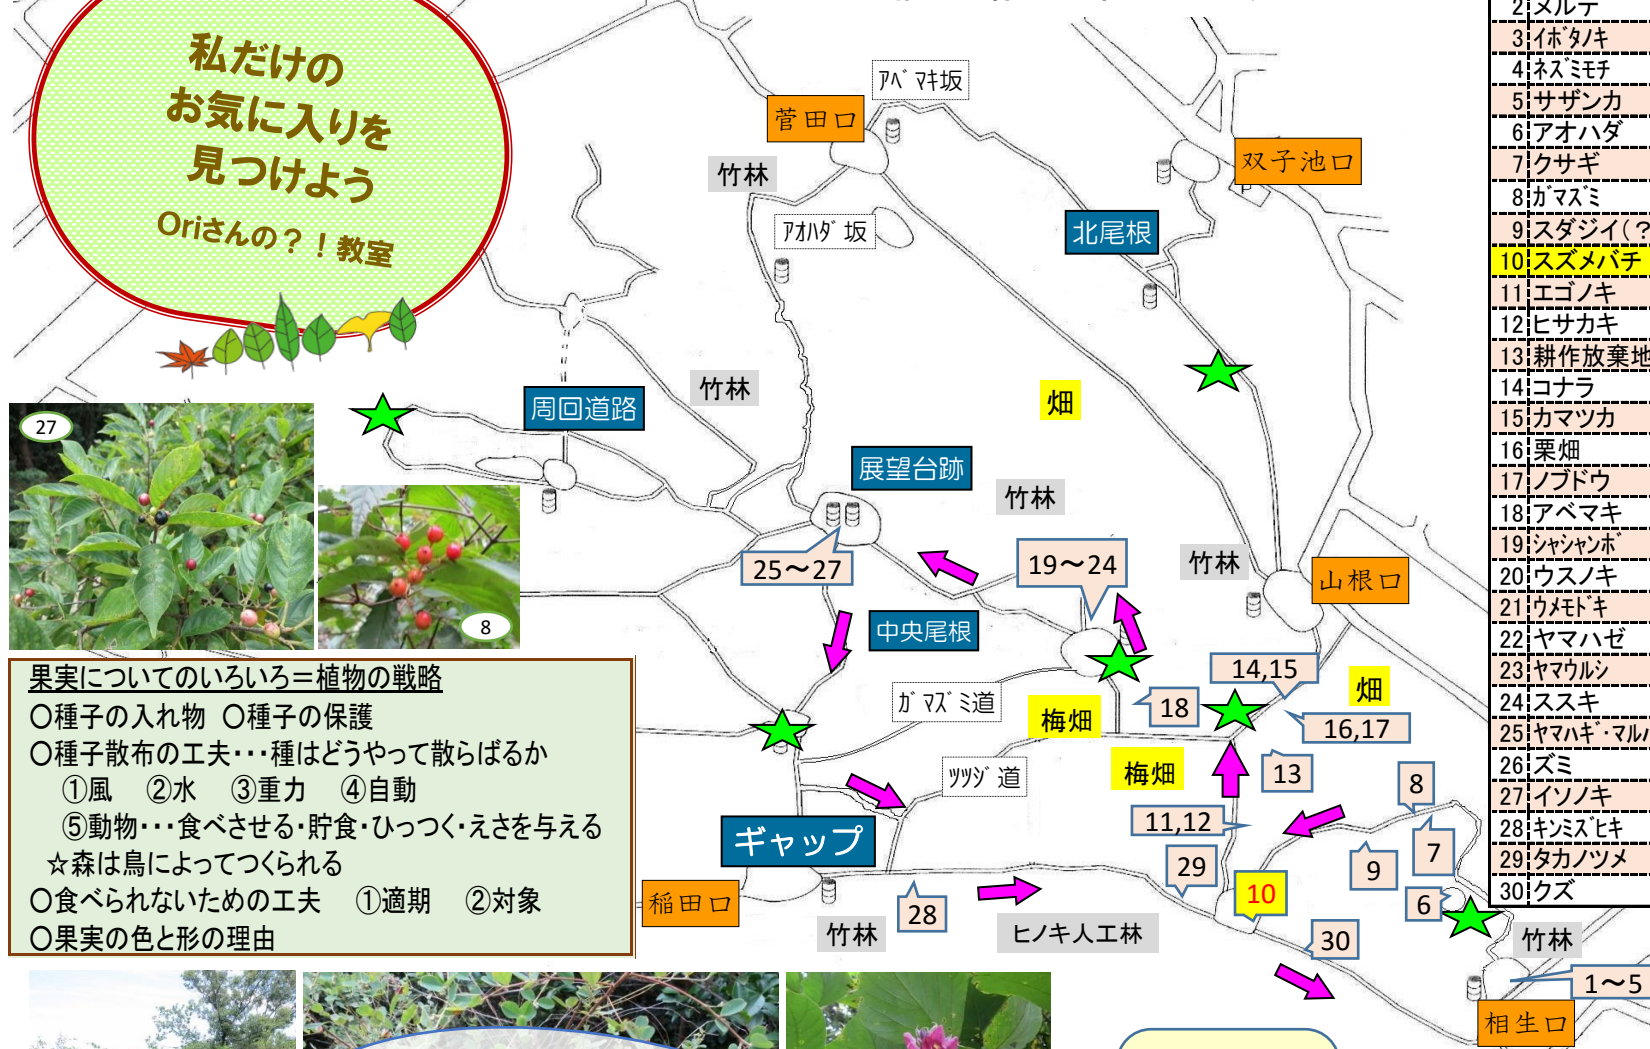 私だけの
お気に入りを
見つけよう
Oriさんの？！教室
ｱﾍﾞﾏｷ坂
菅田口
双子池口
竹林
ｱｵﾊﾀﾞ坂
北尾根
竹林
周回道路
畑
展望台跡
竹林
25～27
19～24
竹林
山根口
中央尾根
14,15
畑
ｶﾞﾏｽﾞﾐ道
梅畑
18
16,17
ﾂﾂｼﾞ道
梅畑
13
8
11,12
ギャップ
29
9
7
10
6
稲田口
28
竹林
ヒノキ人工林
30
竹林
1～5
相生口
27
8
果実についてのいろいろ＝植物の戦略
〇種子の入れ物 〇種子の保護
〇種子散布の工夫・・・種はどうやって散らばるか
①風 ②水 ③重力 ④自動
⑤動物・・・食べさせる・貯食・ひっつく・えさを与える
☆森は鳥によってつくられる
〇食べられないための工夫 ①適期 ②対象
〇果実の色と形の理由
3 ｲﾎﾞﾀﾉｷ
4 ﾈｽﾞﾐﾓﾁ
5 サザンカ
6 アオハダ
7 クサギ
8 ｶﾞﾏｽﾞﾐ
9 スダジイ(?
10 スズメバチ
11 エゴノキ
12 ヒサカキ
13 耕作放棄地
14 コナラ
15 カマツカ
16 栗畑
17 ノブドウ
18 アベマキ
19 ｼｬｼｬﾝﾎﾞ
20 ウスノキ
21 ｳﾒﾓﾄﾞｷ
22 ヤマハゼ
23 ﾔﾏｳﾙｼ
24 ススキ
25 ﾔﾏﾊｷﾞ･ﾏﾙﾊ
26 ズミ
27 イソノキ
28 ｷﾝﾐｽﾞﾋｷ
29 タカノツメ
30 クズ